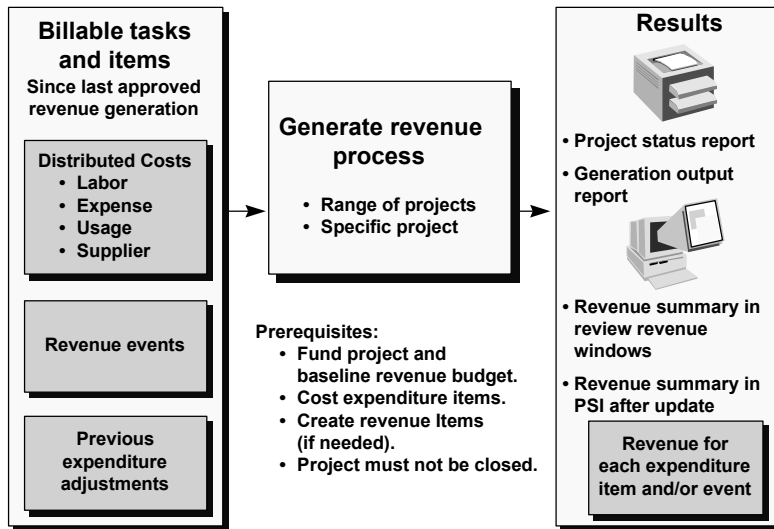 Billable tasks
and items
Since last approved
revenue generation
Distributed Costs
• Labor
• Expense
• Usage
• Supplier
Revenue events
Previous
expenditure
adjustments
Generate revenue
process
• Range of projects
• Specific project
Prerequisites:
• Fund project and
baseline revenue budget.
• Cost expenditure items.
• Create revenue Items
(if needed).
• Project must not be closed.
Results
• Project status report
• Generation output
report
• Revenue summary in
review revenue
windows
• Revenue summary in
PSI after update
Revenue for
each expenditure
item and/or event